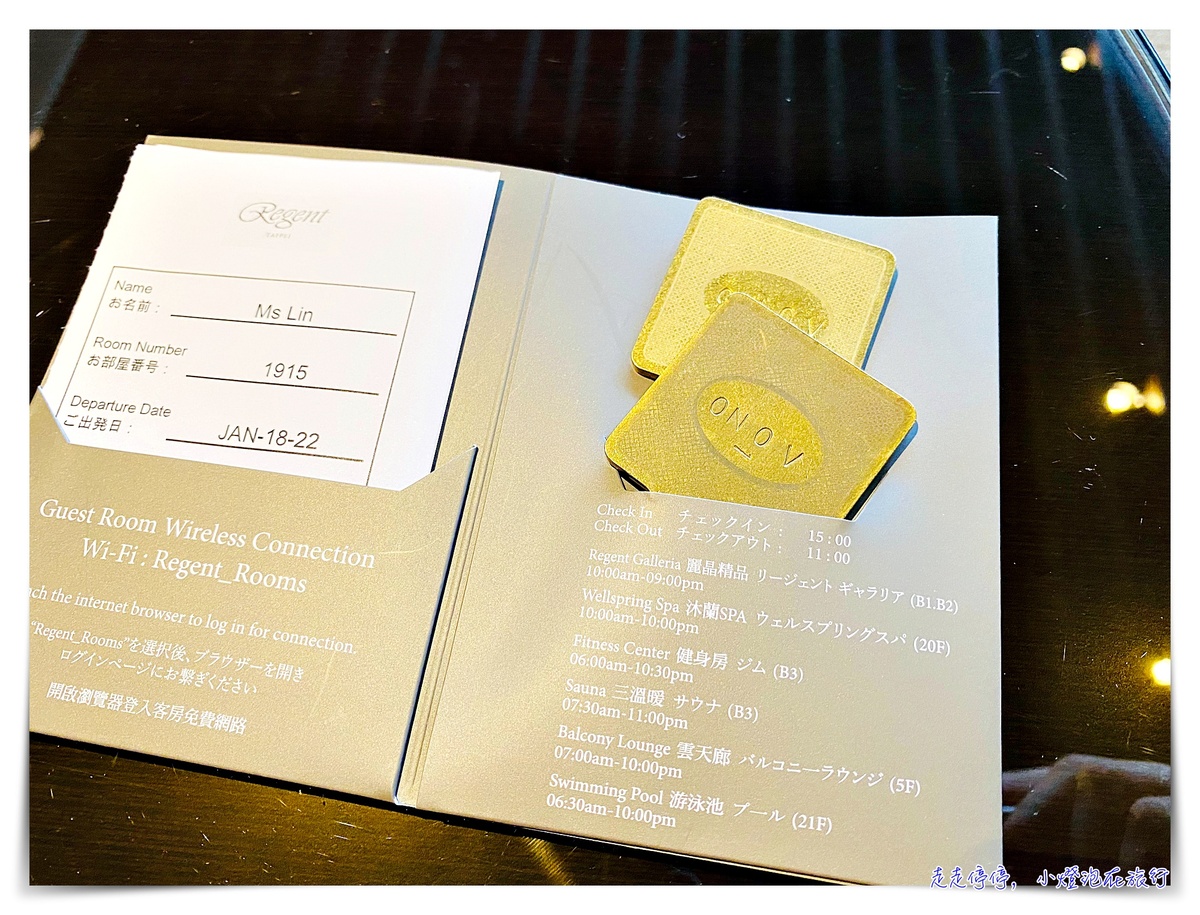 Regent
TAIPEI
Name
お名前： Ms Lin
Room Number
お部屋番号： 1915
Departure Date
ご出発日： JAN-18-22
Guest Room Wireless Connection
Wi-Fi : Regent_Rooms
the internet browser to log in for connection.
“Regent_Rooms”を選択後、ブラウザーを開き
ログインページにお繋ぎください
開啟瀏覽器登入客房免費網路
Check In チェックイン： 15:00
Check Out チェックアウト： 11:00
Regent Galleria 麗晶精品 リージェント ギャラリア (B1.B2)
10:00am-09:00pm
Wellspring Spa 沐蘭SPA ウェルスプリングスパ (20F)
10:00am-10:00pm
Fitness Center 健身房 ジム (B3)
06:00am-10:30pm
Sauna 三溫暖 サウナ (B3)
07:30am-11:00pm
Balcony Lounge 雲天廊 バルコニーラウンジ (5F)
07:00am-10:00pm
Swimming Pool 游泳池 プール (21F)
06:30am-10:00pm
走走停停，小燈泡在旅行